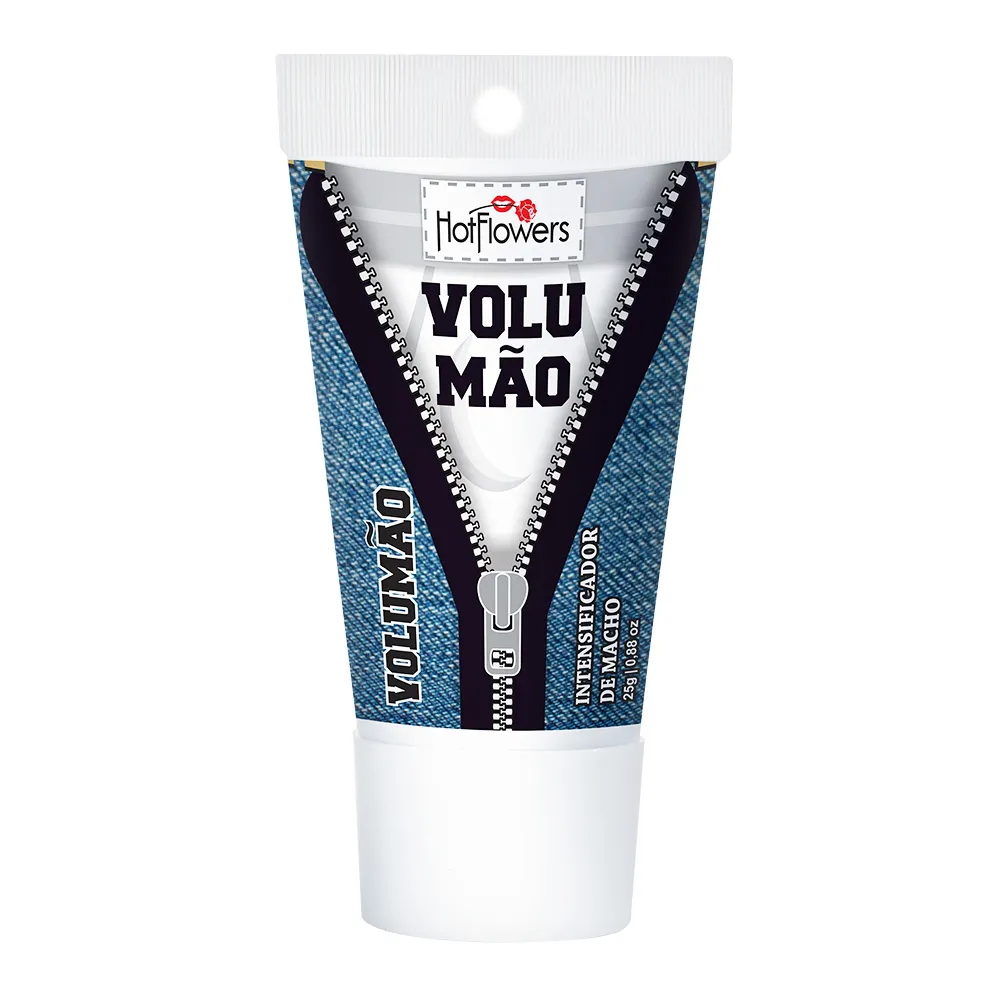 HotFlowers
VOLU
MÃO
VOLUMÃO
INTENSIFICADOR
DE MACHO
25g | 0,88 oz